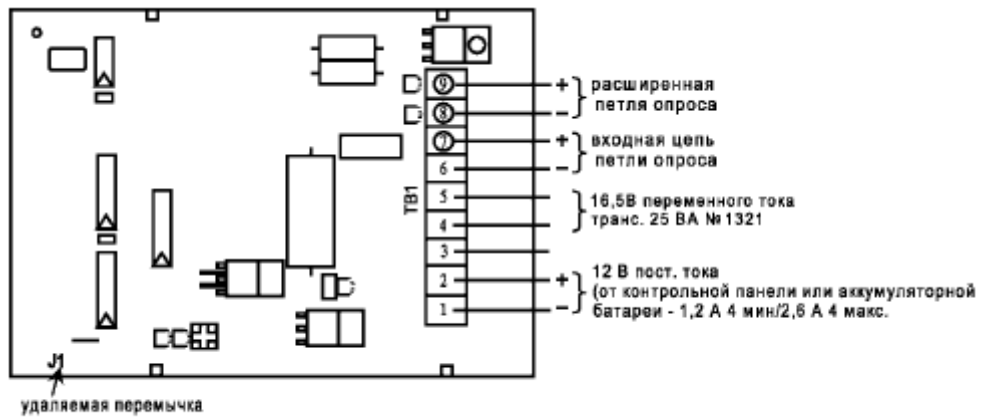 9 + расширенная
8 − петля опроса
7 + входная цепь
6 − петли опроса
TB1
5 16,5В переменного тока
4 транс. 25 ВА № 1321
3
2 + 12 В пост. тока
(от контрольной панели или аккумуляторной
1 − батареи - 1,2 А 4 мин/2,6 А 4 макс.
J1
удаляемая перемычка